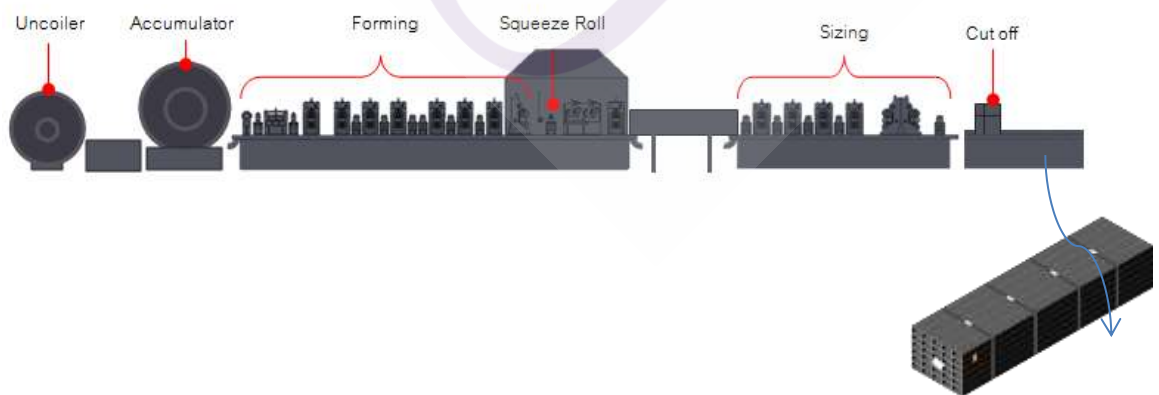 Uncoiler
Accumulator
Forming
Squeeze Roll
Sizing
Cut off